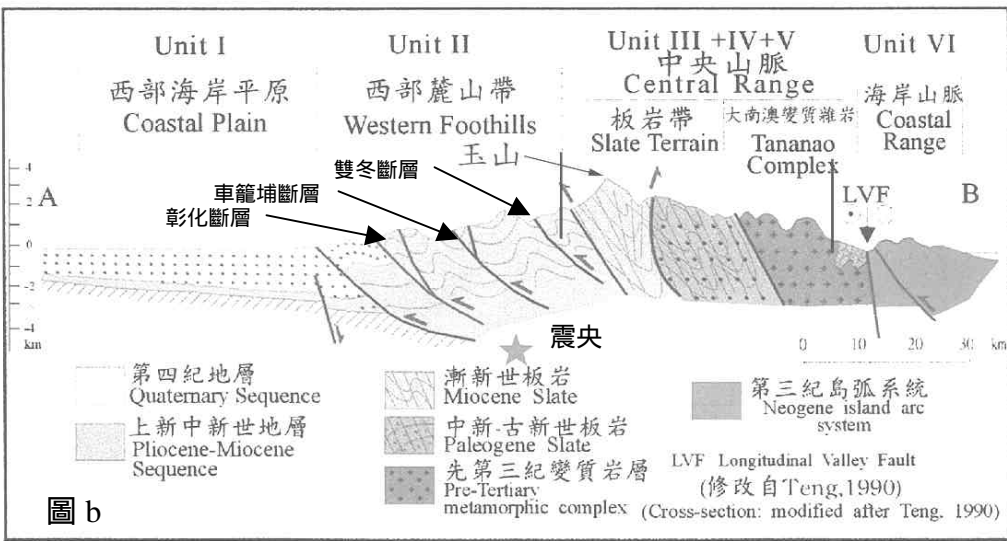 Unit I
西部海岸平原
Coastal Plain
Unit II
西部麓山帶
Western Foothills
玉山
Unit III +IV+V
中央山脈
Central Range
板岩帶
Slate Terrain
大南澳變質雜岩
Tananao
Complex
Unit VI
海岸山脈
Coastal
Range
LVF
A
B
雙冬斷層
車籠埔斷層
彰化斷層
4
2
0
-2
-4
km
震央
0 10 20 30 km
第四紀地層
Quaternary Sequence
上新中新世地層
Pliocene-Miocene
Sequence
漸新世板岩
Miocene Slate
中新-古新世板岩
Paleogene Slate
先第三紀變質岩層
Pre-Tertiary
metamorphic complex
第三紀島弧系統
Neogene island arc
system
LVF Longitudinal Valley Fault
(修改自Teng,1990)
(Cross-section: modified after Teng, 1990)
圖 b